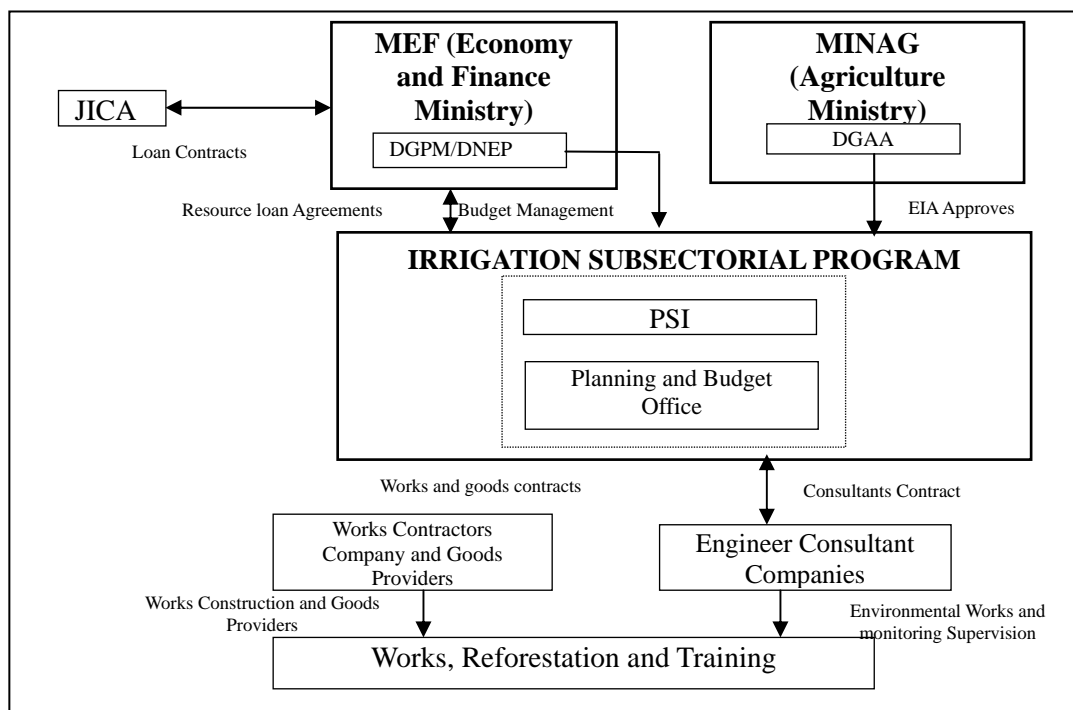 MEF (Economy
and Finance
Ministry)
DGPM/DNEP
MINAG
(Agriculture
Ministry)
DGAA
JICA
Loan Contracts
Resource loan Agreements
Budget Management
EIA Approves
IRRIGATION SUBSECTORIAL PROGRAM
PSI
Planning and Budget
Office
Works and goods contracts
Consultants Contract
Works Contractors
Company and Goods
Providers
Engineer Consultant
Companies
Works Construction and Goods
Providers
Environmental Works and
monitoring Supervision
Works, Reforestation and Training